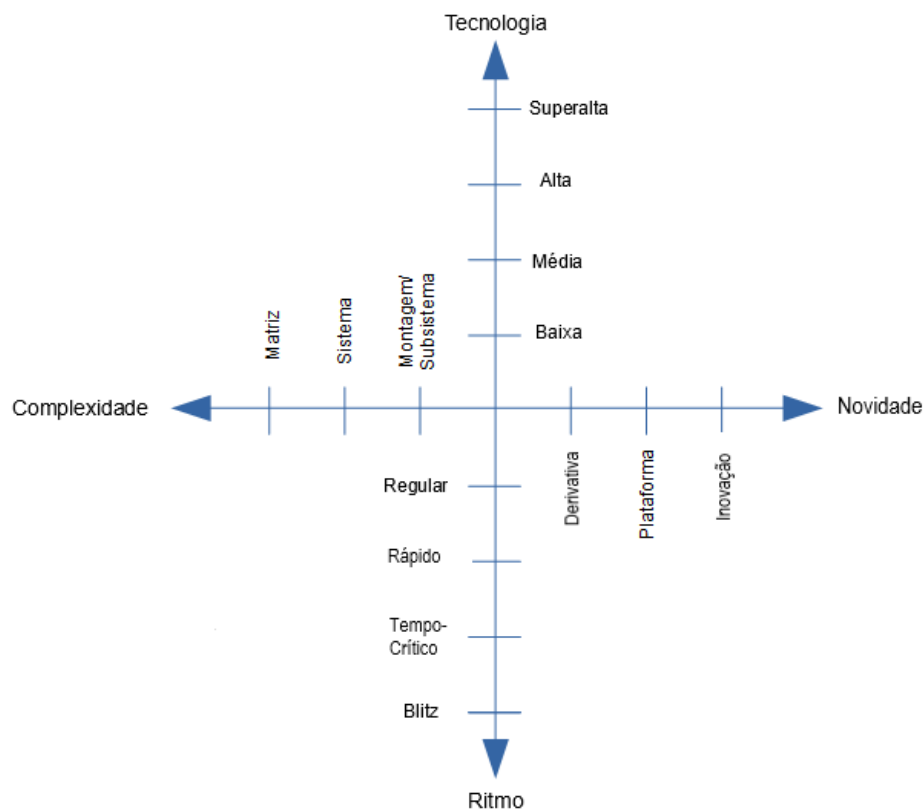 Tecnologia
Superalta
Alta
Média
Baixa
Matriz
Sistema
Montagem/
Subsistema
Complexidade
Novidade
Derivativa
Plataforma
Inovação
Regular
Rápido
Tempo-
Crítico
Blitz
Ritmo